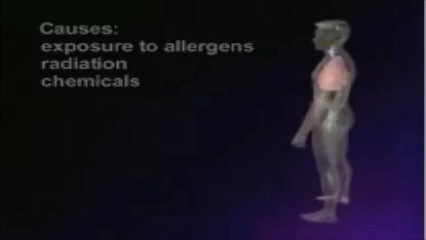 Causes:
exposure to allergens
radiation
chemicals